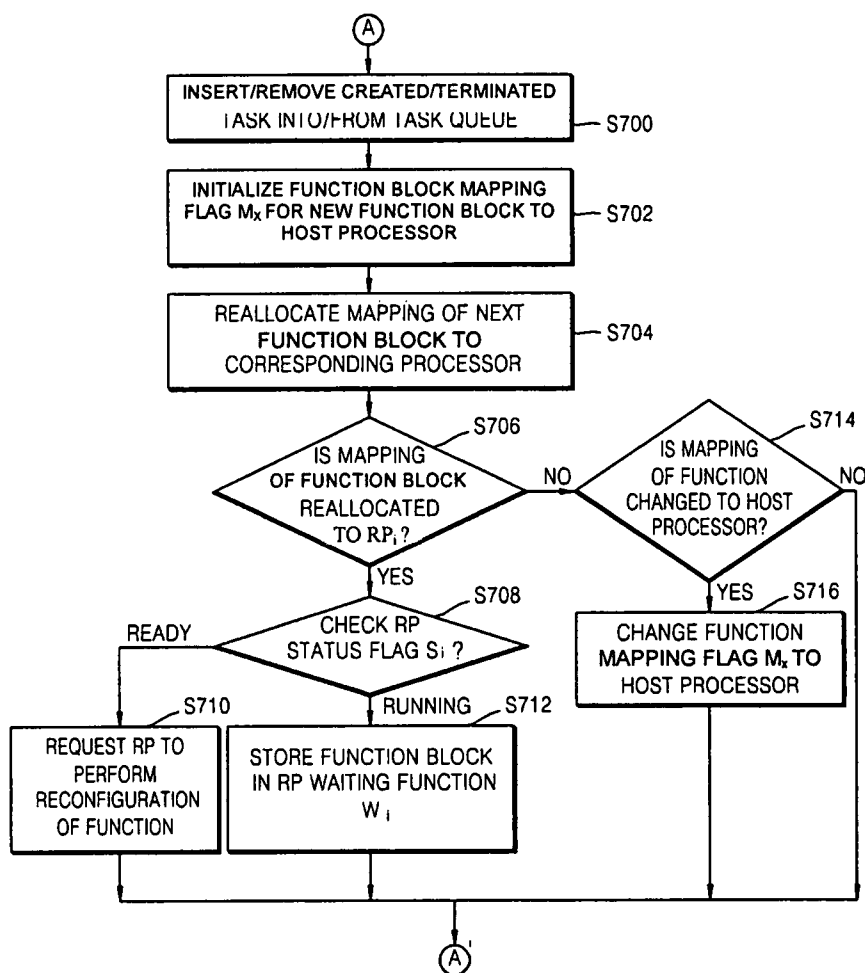 A
INSERT/REMOVE CREATED/TERMINATED
TASK INTO/FROM TASK QUEUE
S700
INITIALIZE FUNCTION BLOCK MAPPING
FLAG Mx FOR NEW FUNCTION BLOCK TO
HOST PROCESSOR
S702
REALLOCATE MAPPING OF NEXT
FUNCTION BLOCK TO
CORRESPONDING PROCESSOR
S704
S706
IS MAPPING
OF FUNCTION BLOCK
REALLOCATED
TO RPi?
NO
S714
IS MAPPING
OF FUNCTION
CHANGED TO HOST
PROCESSOR?
NO
YES
S708
CHECK RP
STATUS FLAG Si?
READY
RUNNING
YES
S716
CHANGE FUNCTION
MAPPING FLAG Mx TO
HOST PROCESSOR
S710
REQUEST RP TO
PERFORM
RECONFIGURATION
OF FUNCTION
S712
STORE FUNCTION BLOCK
IN RP WAITING FUNCTION
Wi
A'